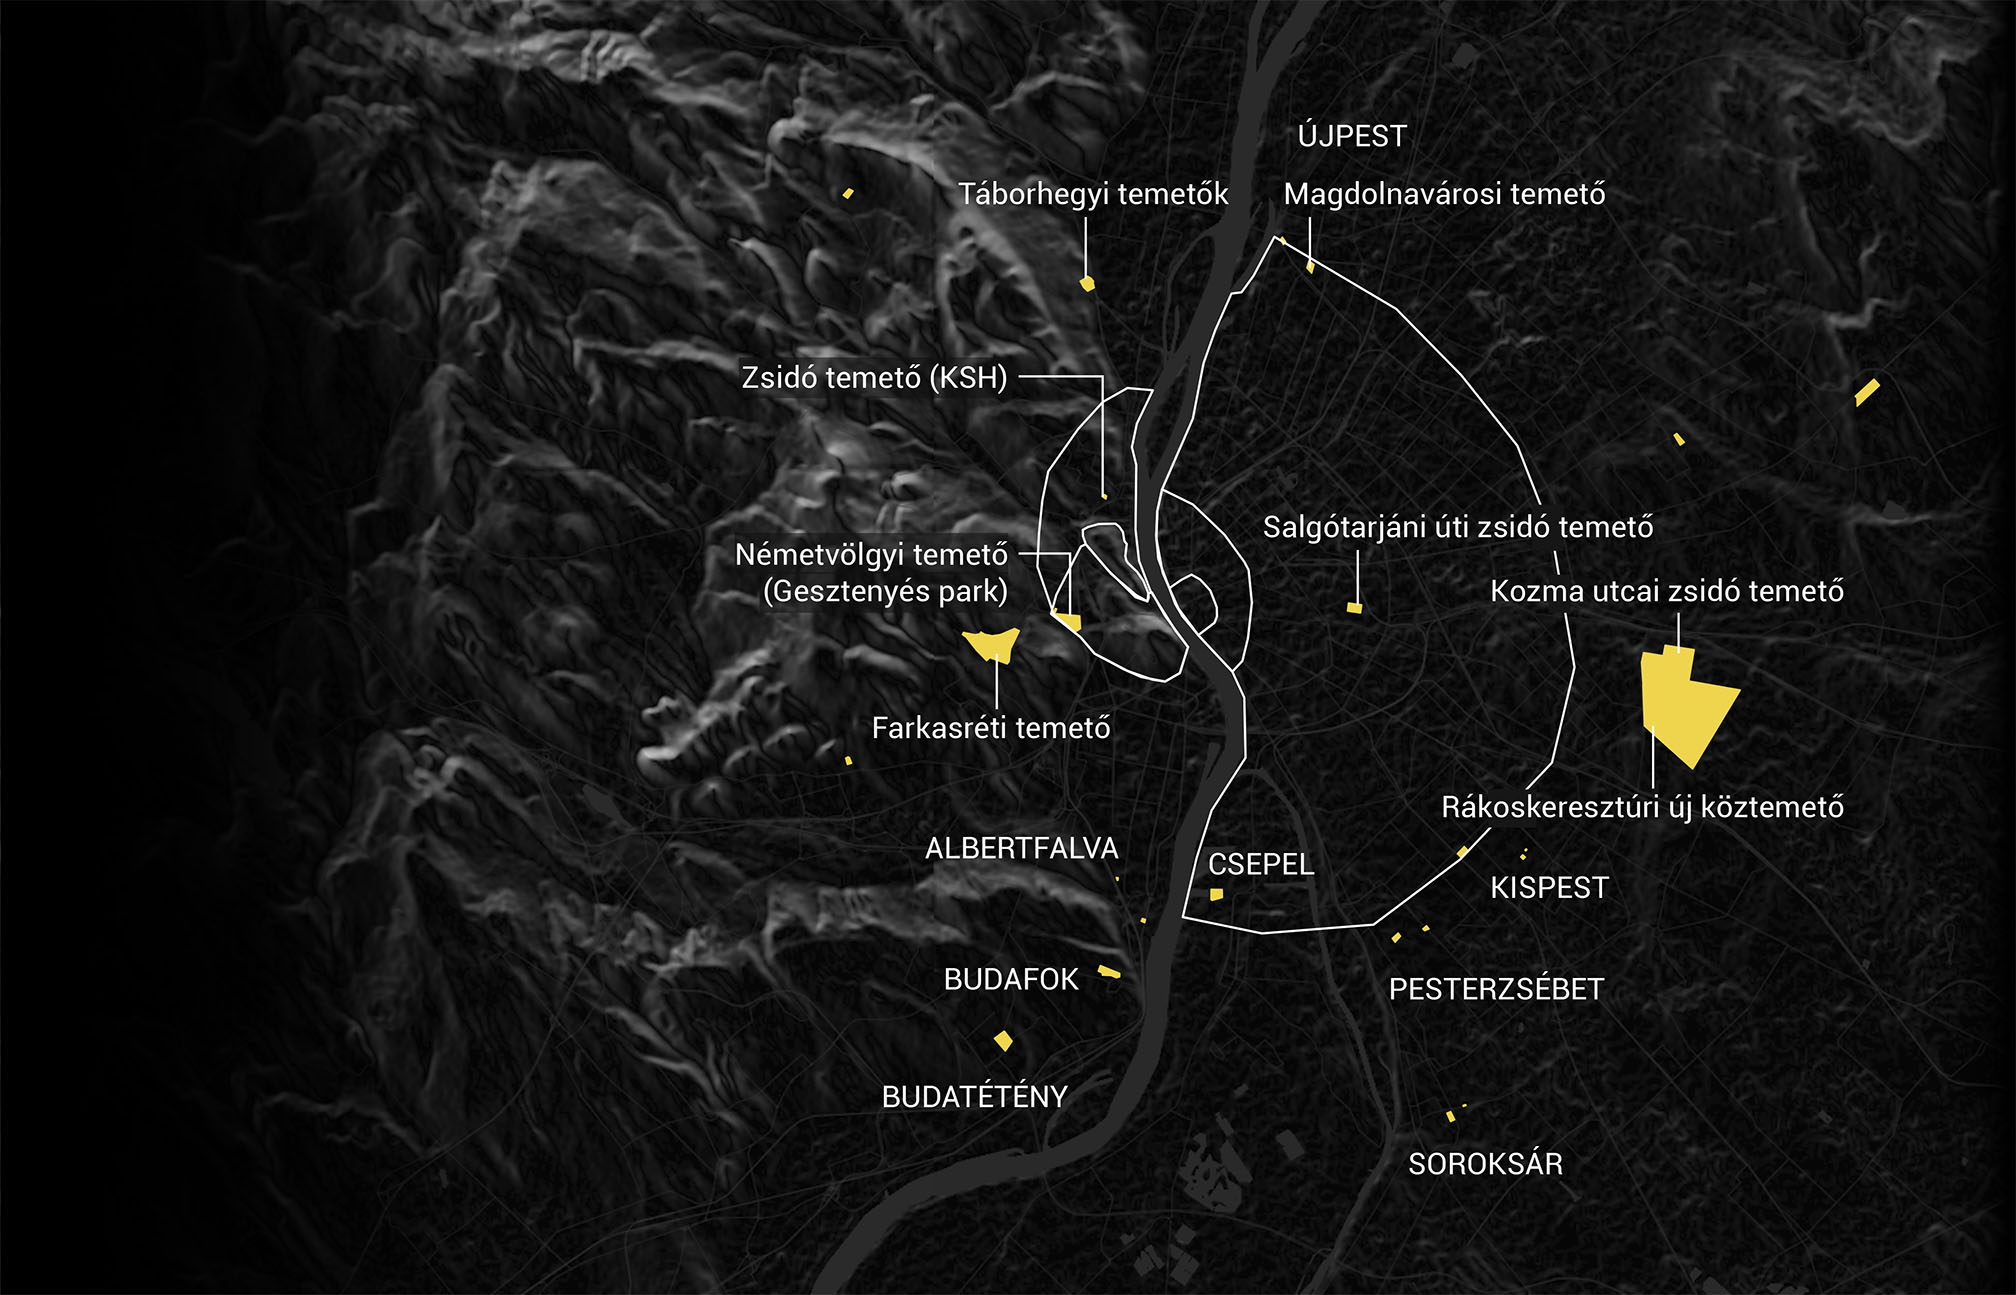 ÚJPEST
Táborhegyi temetők
Magdolnavárosi temető
Zsidó temető (KSH)
Salgótarjáni úti zsidó temető
Németvölgyi temető
(Gesztenyés park)
Kozma utcai zsidó temető
Farkasréti temető
Rákoskeresztúri új köztemető
ALBERTFALVA
CSEPEL
KISPEST
BUDAFOK
PESTERZSÉBET
BUDATÉTÉNY
SOROKSÁR